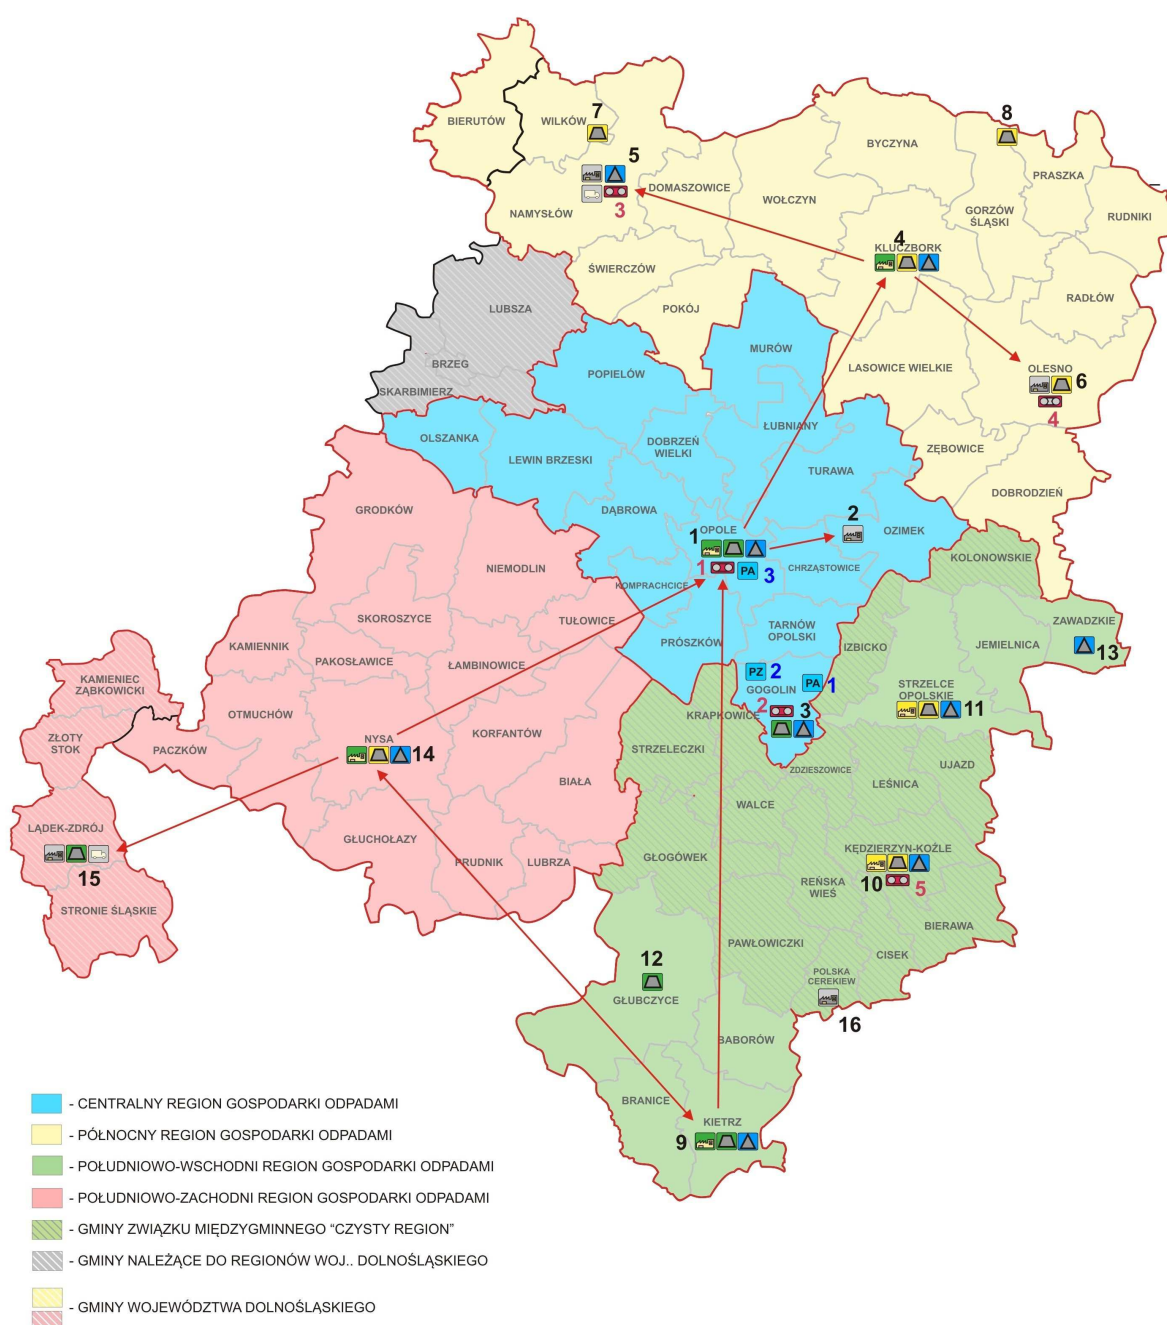 BIERUTÓW
WILKÓW
7
8
BYCZYNA
5
DOMASZOWICE
PRASZKA
NAMYSŁÓW
3
WOŁCZYN
GORZÓW
ŚLĄSKI
RUDNIKI
4
KLUCZBORK
ŚWIERCZÓW
LUBSZA
POKÓJ
RADŁÓW
BRZEG
SKARBIMIERZ
MURÓW
POPIELÓW
LASOWICE WIELKIE
OLESNO
6
4
OLSZANKA
LEWIN BRZESKI
DOBRZEŃ
WIELKI
ŁUBNIANY
ZĘBOWICE
TURAWA
DOBRODZIEŃ
GRODKÓW
DĄBROWA
OPOLE
1
2
OZIMEK
1
PA
3
CHRZĄSTOWICE
KOLONOWSKIE
NIEMODLIN
KOMPRACHCICE
SKOROSZYCE
TUŁOWICE
PRÓSZKÓW
TARNÓW
OPOLSKI
IZBICKO
JEMIELNICA
ZAWADZKIE
13
KAMIENNIK
PAKOSŁAWICE
ŁAMBINOWICE
KAMIENIEC
ZĄBKOWICKI
PZ
2
PA
1
GOGOLIN
2
3
STRZELCE
OPOLSKIE
11
OTMUCHÓW
KRAPKOWICE
ZŁOTY
STOK
PACZKÓW
NYSA
14
KORFANTÓW
STRZELECZKI
ZDZIESZOWICE
UJAZD
LEŚNICA
BIAŁA
WALCE
LĄDEK-ZDRÓJ
GŁUCHOŁAZY
PRUDNIK
LUBRZA
GŁOGÓWEK
KĘDZIERZYN-KOŹLE
10
5
REŃSKA
WIEŚ
15
STRONIE ŚLĄSKIE
BIERAWA
PAWŁOWICZKI
CISEK
12
GŁUBCZYCE
POLSKA
CEREKIEW
16
BABORÓW
BRANICE
KIETRZ
9
- CENTRALNY REGION GOSPODARKI ODPADAMI
- PÓŁNOCNY REGION GOSPODARKI ODPADAMI
- POŁUDNIOWO-WSCHODNI REGION GOSPODARKI ODPADAMI
- POŁUDNIOWO-ZACHODNI REGION GOSPODARKI ODPADAMI
- GMINY ZWIĄZKU MIĘDZYGMINNEGO “CZYSTY REGION”
- GMINY NALEŻĄCE DO REGIONÓW WOJ.. DOLNOŚLĄSKIEGO
- GMINY WOJEWÓDZTWA DOLNOŚLĄSKIEGO